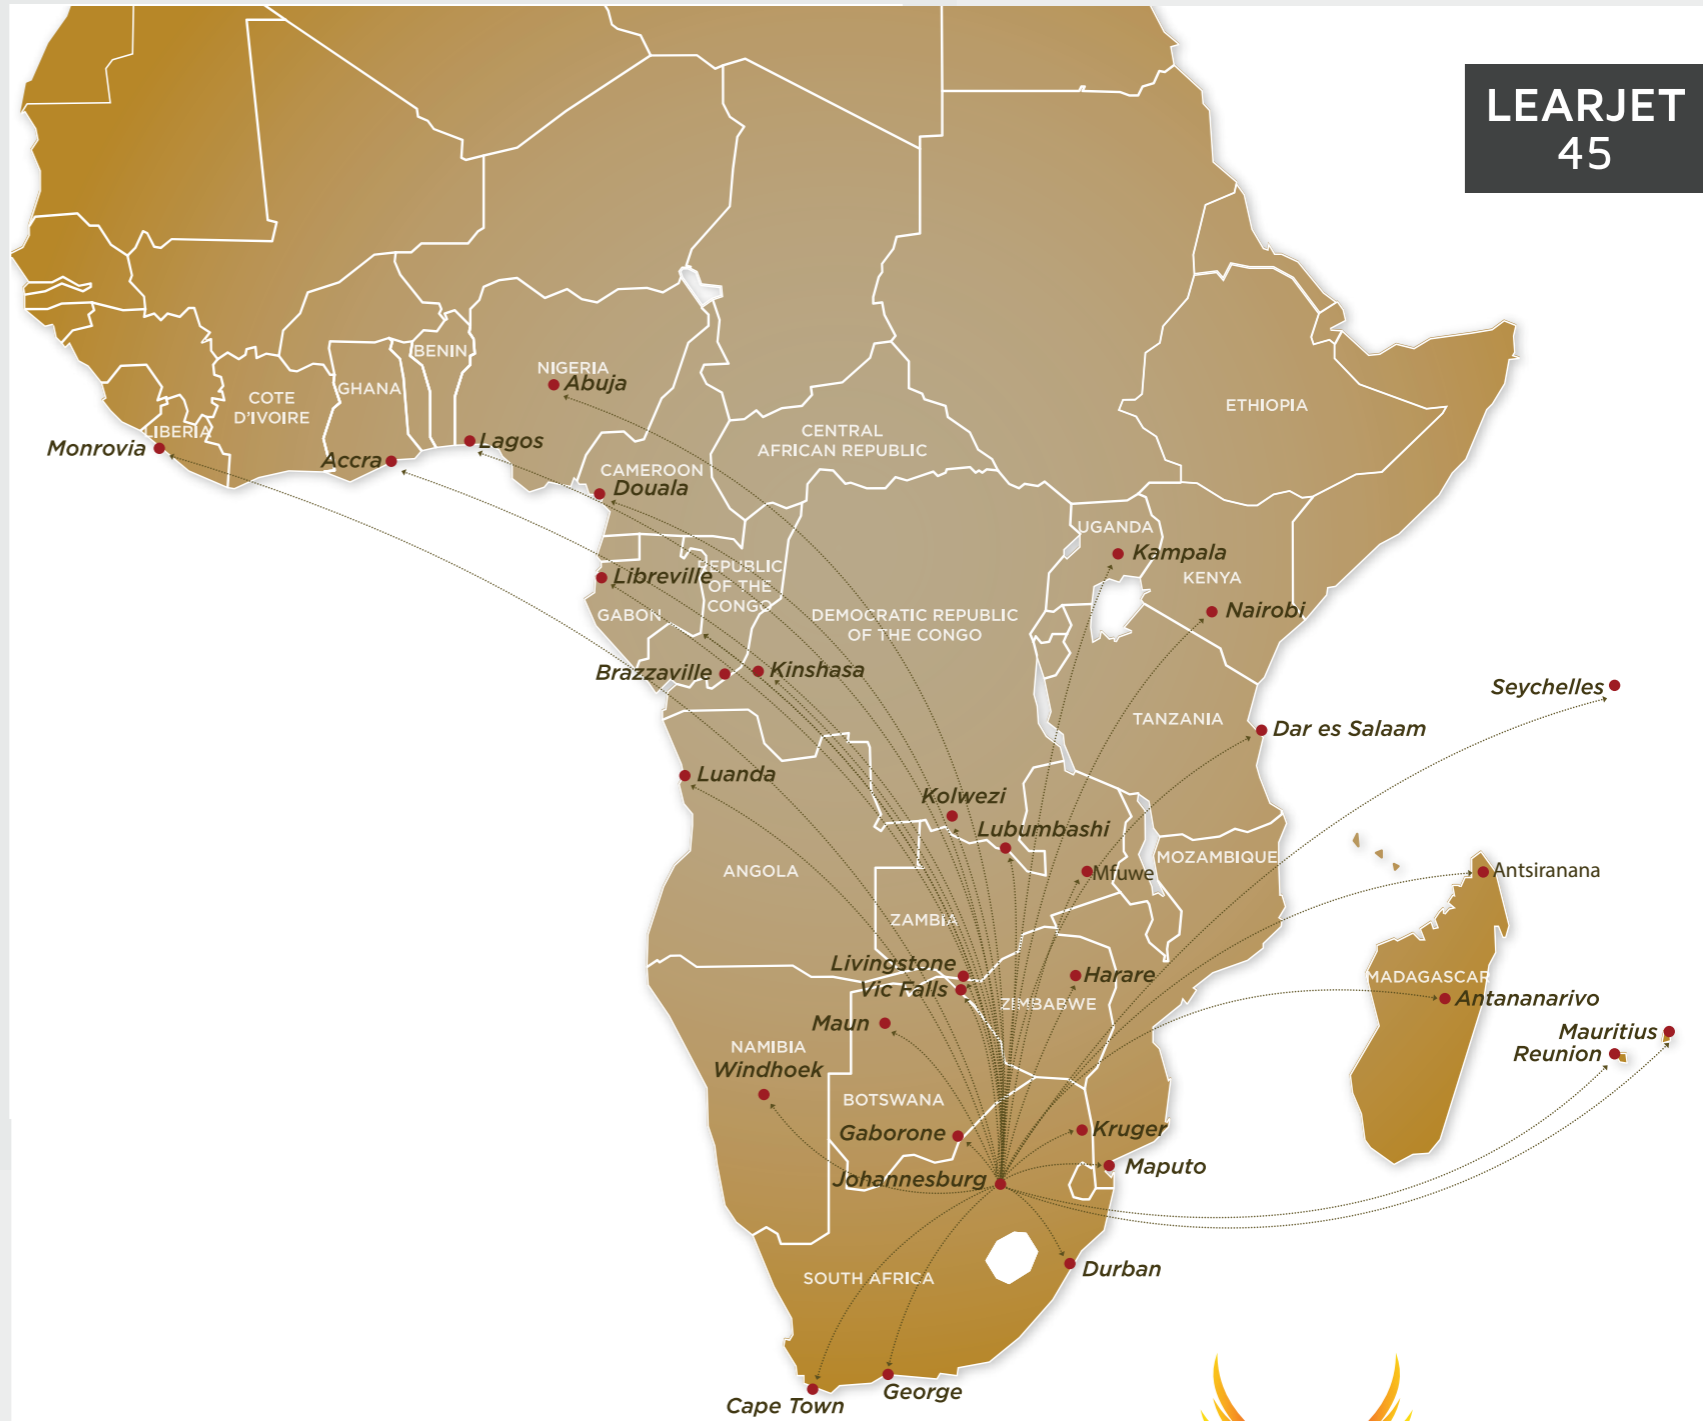 LEARJET
45
BENIN
NIGERIA
Abuja
GHANA
COTE
D'IVOIRE
ETHIOPIA
LIBERIA
Monrovia
Accra
Lagos
CENTRAL
AFRICAN REPUBLIC
CAMEROON
Douala
UGANDA
Kampala
KENYA
Libreville
REPUBLIC
OF THE
CONGO
GABON
DEMOCRATIC REPUBLIC
OF THE CONGO
Nairobi
Brazzaville
Kinshasa
Seychelles
TANZANIA
Dar es Salaam
Luanda
Kolwezi
Lubumbashi
MOZAMBIQUE
ANGOLA
Mfuwe
Antsiranana
ZAMBIA
Livingstone
Vic Falls
Harare
ZIMBABWE
MADAGASCAR
Antananarivo
Maun
Mauritius
Reunion
NAMIBIA
Windhoek
BOTSWANA
Gaborone
Kruger
Maputo
Johannesburg
Durban
SOUTH AFRICA
George
Cape Town